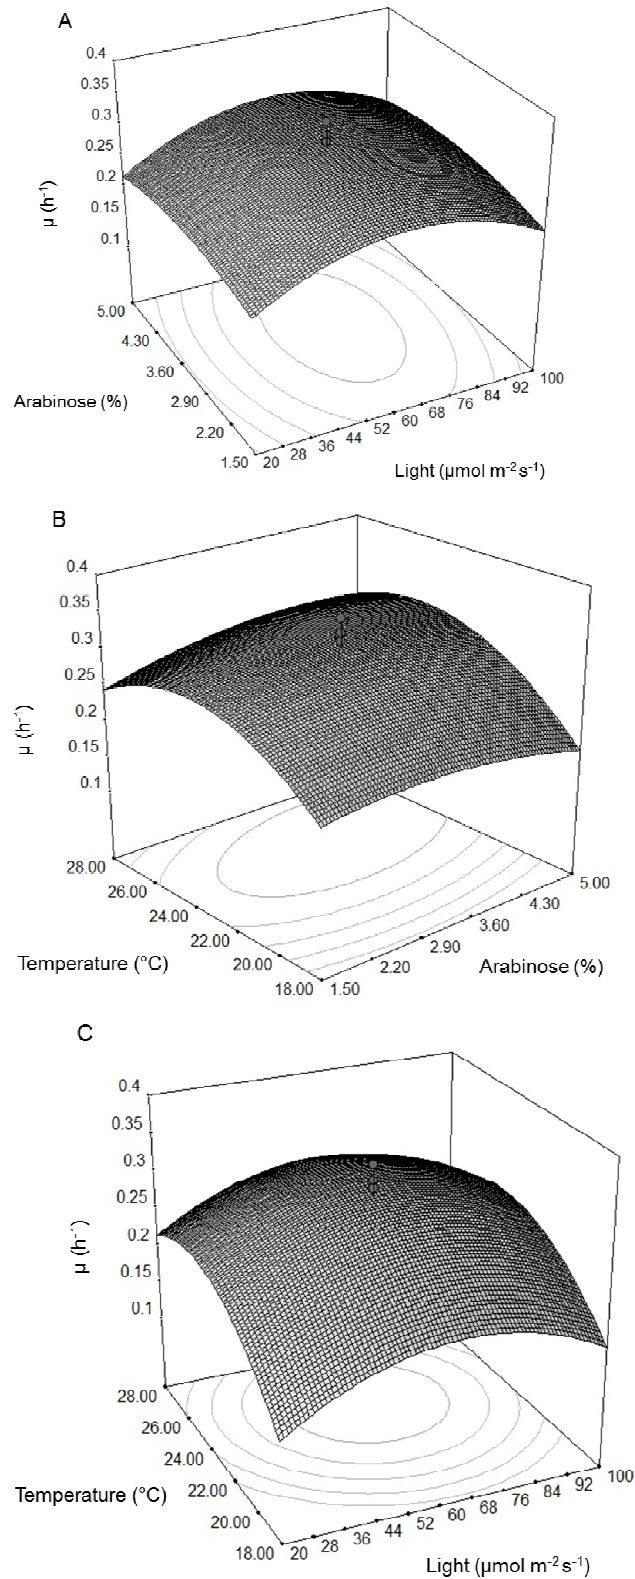 A
0.4
0.35
0.3
0.25
0.2
0.15
0.1
µ (h-1)
5.00
4.30
3.60
2.90
2.20
1.50
Arabinose (%)
20 28 36 44 52 60 68 76 84 92 100
Light (µmol m-2 s-1)
B
0.4
0.35
0.3
0.25
0.2
0.15
0.1
µ (h-1)
28.00
26.00
24.00
22.00
20.00
18.00
Temperature (°C)
1.50 2.20 2.90 3.60 4.30 5.00
Arabinose (%)
C
0.4
0.35
0.3
0.25
0.2
0.15
0.1
µ (h-1)
28.00
26.00
24.00
22.00
20.00
18.00
Temperature (°C)
20 28 36 44 52 60 68 76 84 92 100
Light (µmol m-2 s-1)